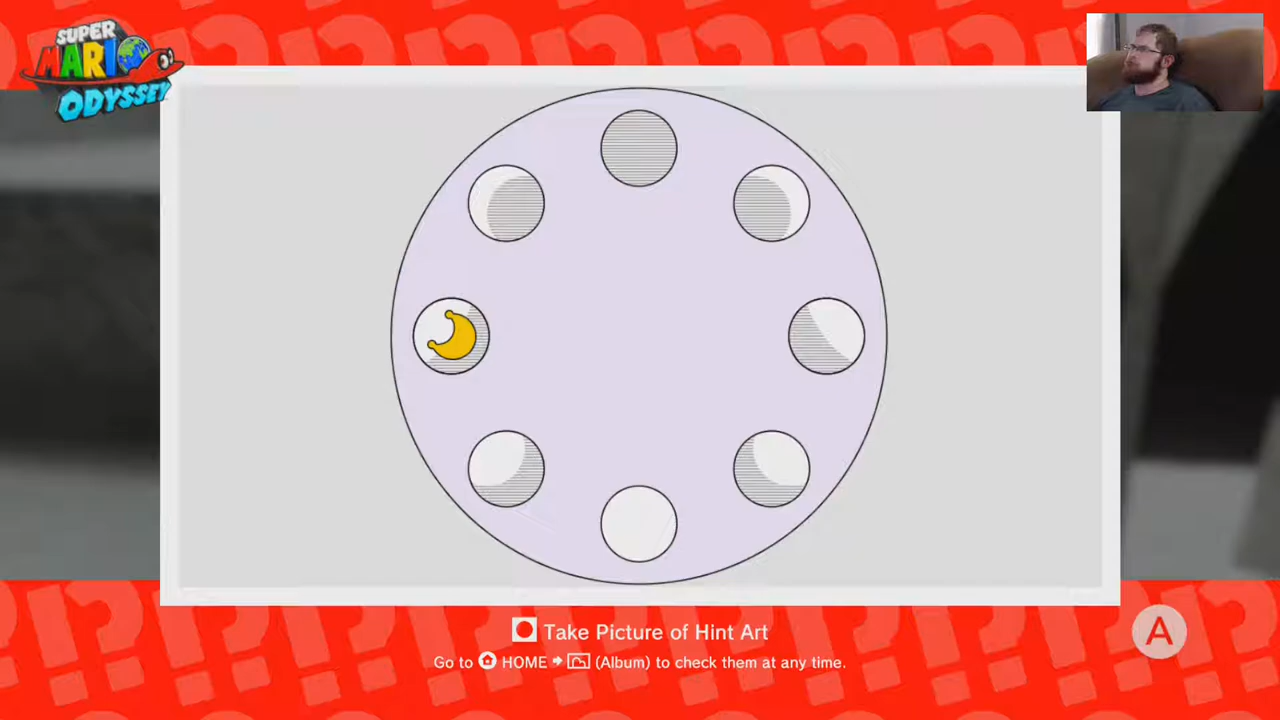 SUPER
MARIO
ODYSSEY
Take Picture of Hint Art
Go to HOME (Album) to check them at any time.
A